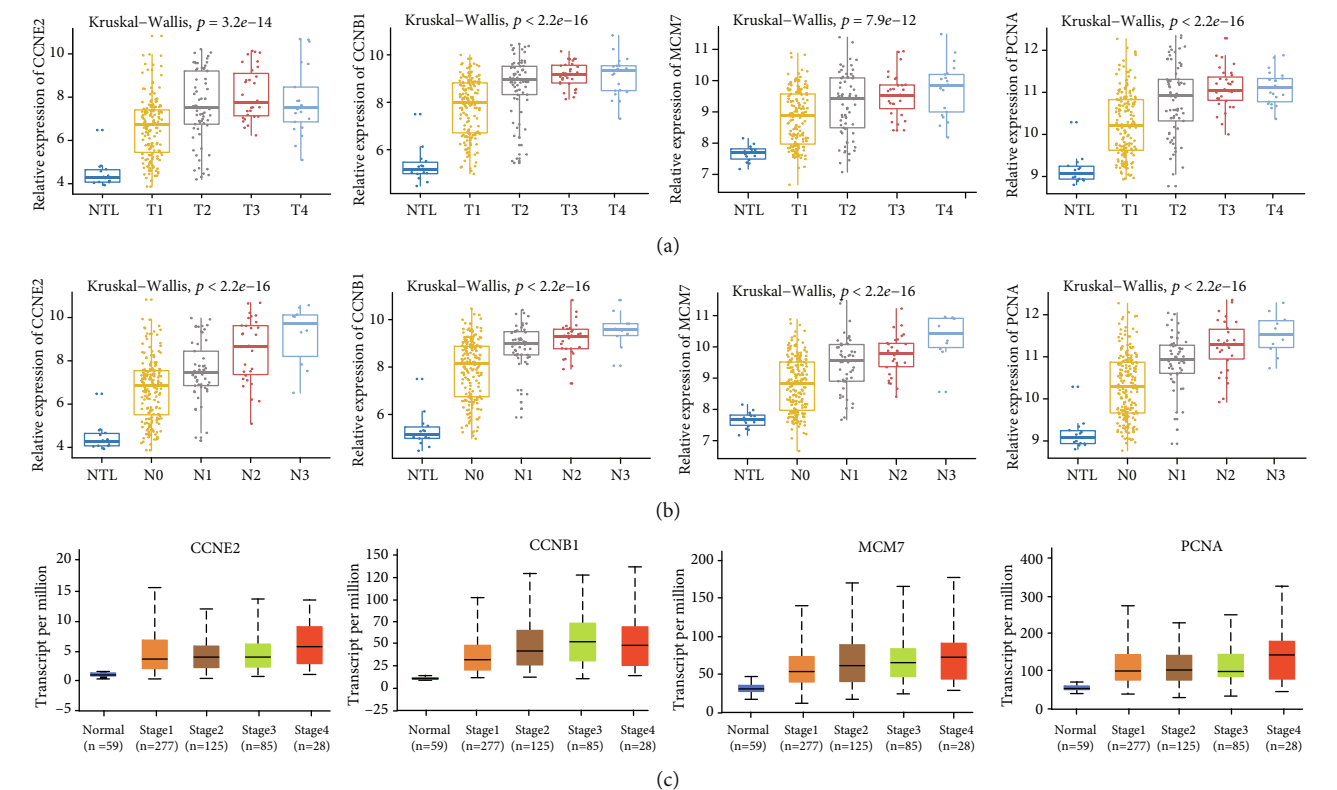 Relative expression of CCNE2
Kruskal−Wallis, p = 3.2e−14
10
8
6
4
NTL T1 T2 T3 T4
Relative expression of CCNB1
Kruskal−Wallis, p < 2.2e−16
10
8
6
NTL T1 T2 T3 T4
Relative expression of MCM7
Kruskal−Wallis, p = 7.9e−12
11
10
9
8
7
NTL T1 T2 T3 T4
Relative expression of PCNA
Kruskal−Wallis, p < 2.2e−16
12
11
10
9
NTL T1 T2 T3 T4
(a)
Relative expression of CCNE2
Kruskal−Wallis, p < 2.2e−16
10
8
6
4
NTL N0 N1 N2 N3
Relative expression of CCNB1
Kruskal−Wallis, p < 2.2e−16
10
8
6
NTL N0 N1 N2 N3
Relative expression of MCM7
Kruskal−Wallis, p < 2.2e−16
11
10
9
8
7
NTL N0 N1 N2 N3
Relative expression of PCNA
Kruskal−Wallis, p < 2.2e−16
12
11
10
9
NTL N0 N1 N2 N3
(b)
CCNE2
Transcript per million
20
15
10
5
0
−5
Normal Stage1 Stage2 Stage3 Stage4
(n =59) (n=277) (n=125) (n=85) (n=28)
CCNB1
Transcript per million
150
120
100
70
50
25
0
−25
Normal Stage1 Stage2 Stage3 Stage4
(n=59) (n=277) (n=125) (n=85) (n=28)
MCM7
Transcript per million
200
150
100
50
0
Normal Stage1 Stage2 Stage3 Stage4
(n=59) (n=277) (n=125) (n=85) (n=28)
PCNA
Transcript per million
400
300
200
100
0
Normal Stage1 Stage2 Stage3 Stage4
(n=59) (n=277) (n=125) (n=85) (n=28)
(c)